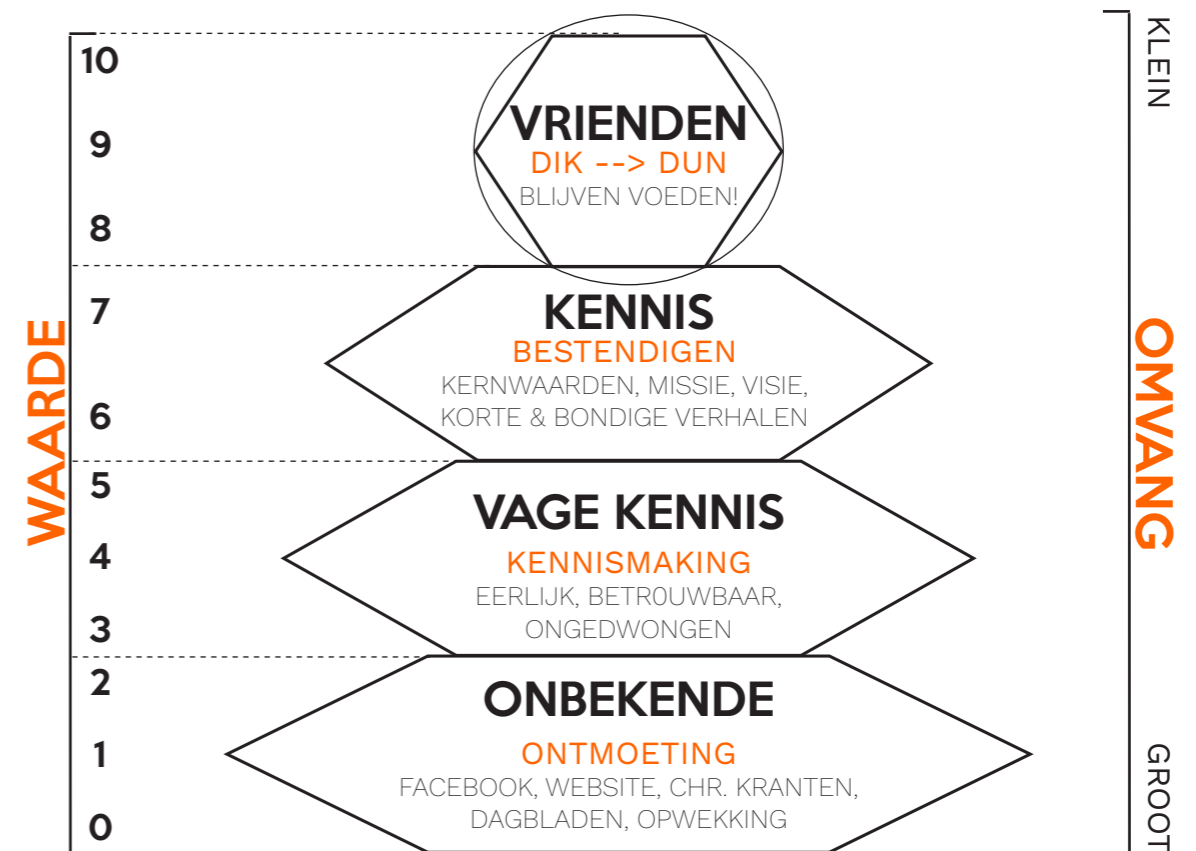 WAARDE
10
9
8
7
6
5
4
3
2
1
0
VRIENDEN
DIK --> DUN
BLIJVEN VOEDEN!
KENNIS
BESTENDIGEN
KERNWAARDEN, MISSIE, VISIE,
KORTE & BONDIGE VERHALEN
VAGE KENNIS
KENNISMAKING
EERLIJK, BETR0UWBAAR,
ONGEDWONGEN
ONBEKENDE
ONTMOETING
FACEBOOK, WEBSITE, CHR. KRANTEN,
DAGBLADEN, OPWEKKING
KLEIN
OMVANG
GROOT